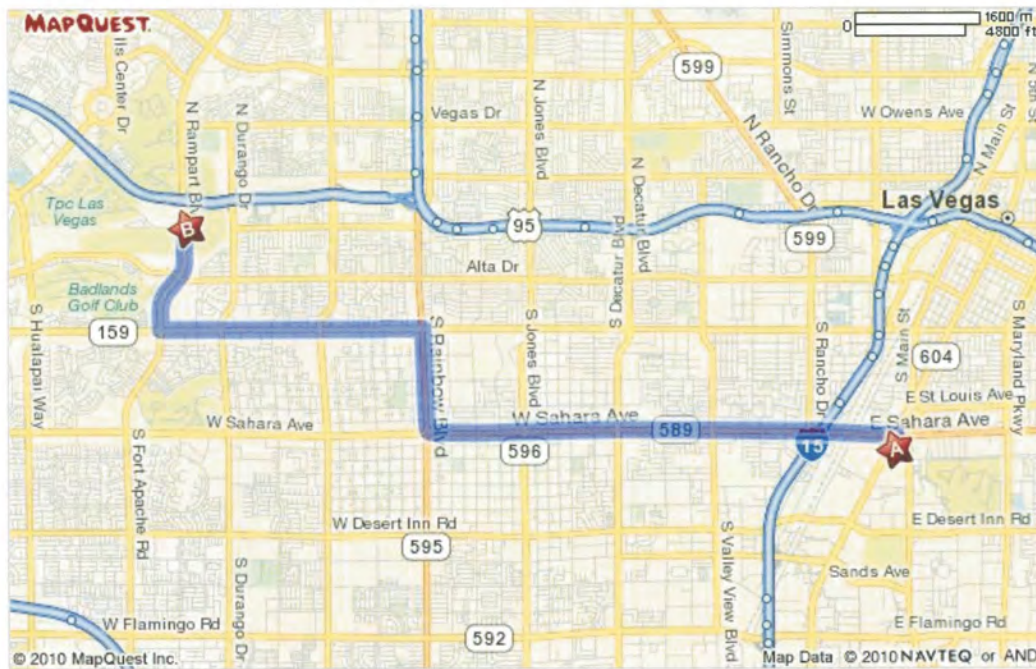 MAPQUEST.
1600 m
0
4800 ft
lls Center Dr
N Rampart Blv
N Durango Dr
Vegas Dr
N Jones Blvd
599
Simmons St
W Owens Ave
N Rancho Dr
N Main St
Tpc Las
Vegas
B
95
N Decatur Blvd
S Decatur Blvd
599
Las Vegas
Alta Dr
Badlands
Golf Club
159
S Hualapai Way
S Rainbow Blvd
S Jones Blvd
S Rancho Dr
S Main St
604
S Maryland Pkwy
E St Louis Ave
W Sahara Ave
W Sahara Ave
589
E Sahara Ave
15
A
596
S Fort Apache Rd
W Desert Inn Rd
E Desert Inn Rd
595
S Durango Dr
S Valley View Blvd
Sands Ave
W Flamingo Rd
592
E Flamingo Rd
© 2010 MapQuest Inc.
Map Data © 2010 NAVTEQ or AND